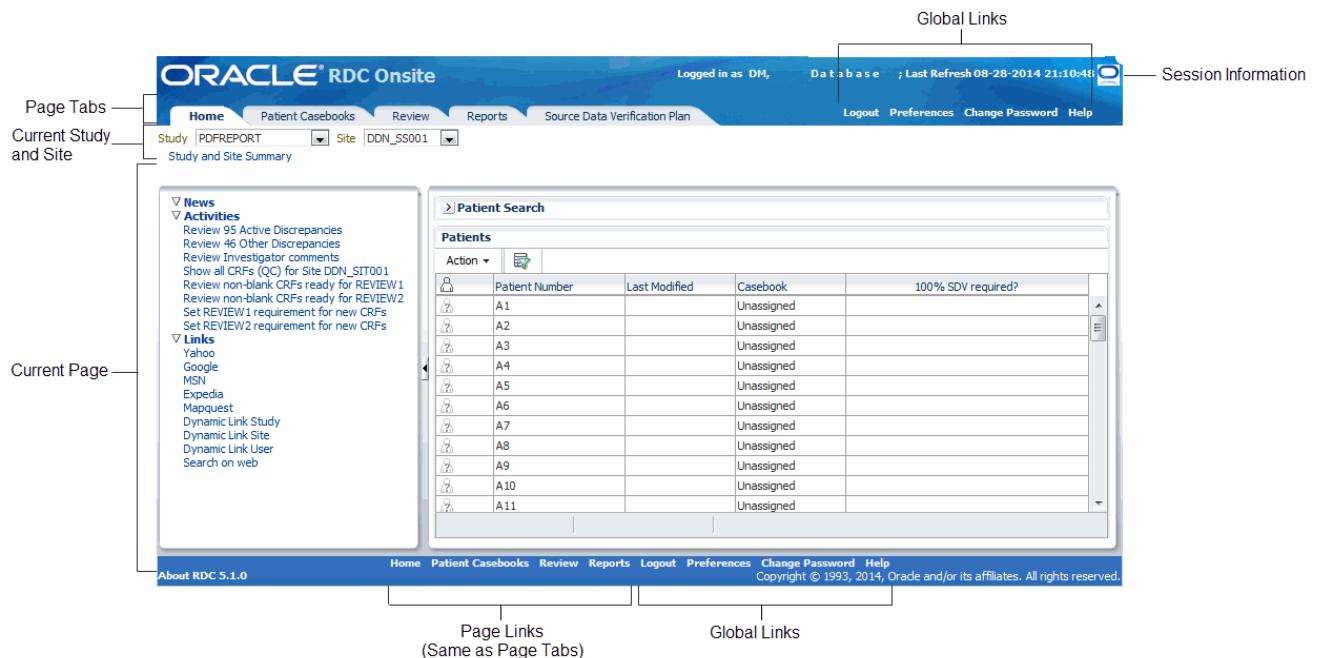 Global Links
ORACLE® RDC Onsite
Logged in as DM, Database ; Last Refresh 08-28-2014 21:10:48
Session Information
Page Tabs
Home Patient Casebooks Review Reports Source Data Verification Plan
Logout Preferences Change Password Help
Current Study
and Site
Study PDFREPORT Site DDN_SS001
Study and Site Summary
News
Activities
Review 95 Active Discrepancies
Review 46 Other Discrepancies
Review Investigator comments
Show all CRFs (QC) for Site DDN_SIT001
Review non-blank CRFs ready for REVIEW1
Review non-blank CRFs ready for REVIEW2
Set REVIEW1 requirement for new CRFs
Set REVIEW2 requirement for new CRFs
Links
Yahoo
Google
MSN
Expedia
Mapquest
Dynamic Link Study
Dynamic Link Site
Dynamic Link User
Search on web
Current Page
Patient Search
Patients
Action
Patient Number Last Modified Casebook 100% SDV required?
A1 Unassigned
A2 Unassigned
A3 Unassigned
A4 Unassigned
A5 Unassigned
A6 Unassigned
A7 Unassigned
A8 Unassigned
A9 Unassigned
A10 Unassigned
A11 Unassigned
Home Patient Casebooks Review Reports Logout Preferences Change Password Help
About RDC 5.1.0
Copyright © 1993, 2014, Oracle and/or its affiliates. All rights reserved.
Page Links
(Same as Page Tabs)
Global Links